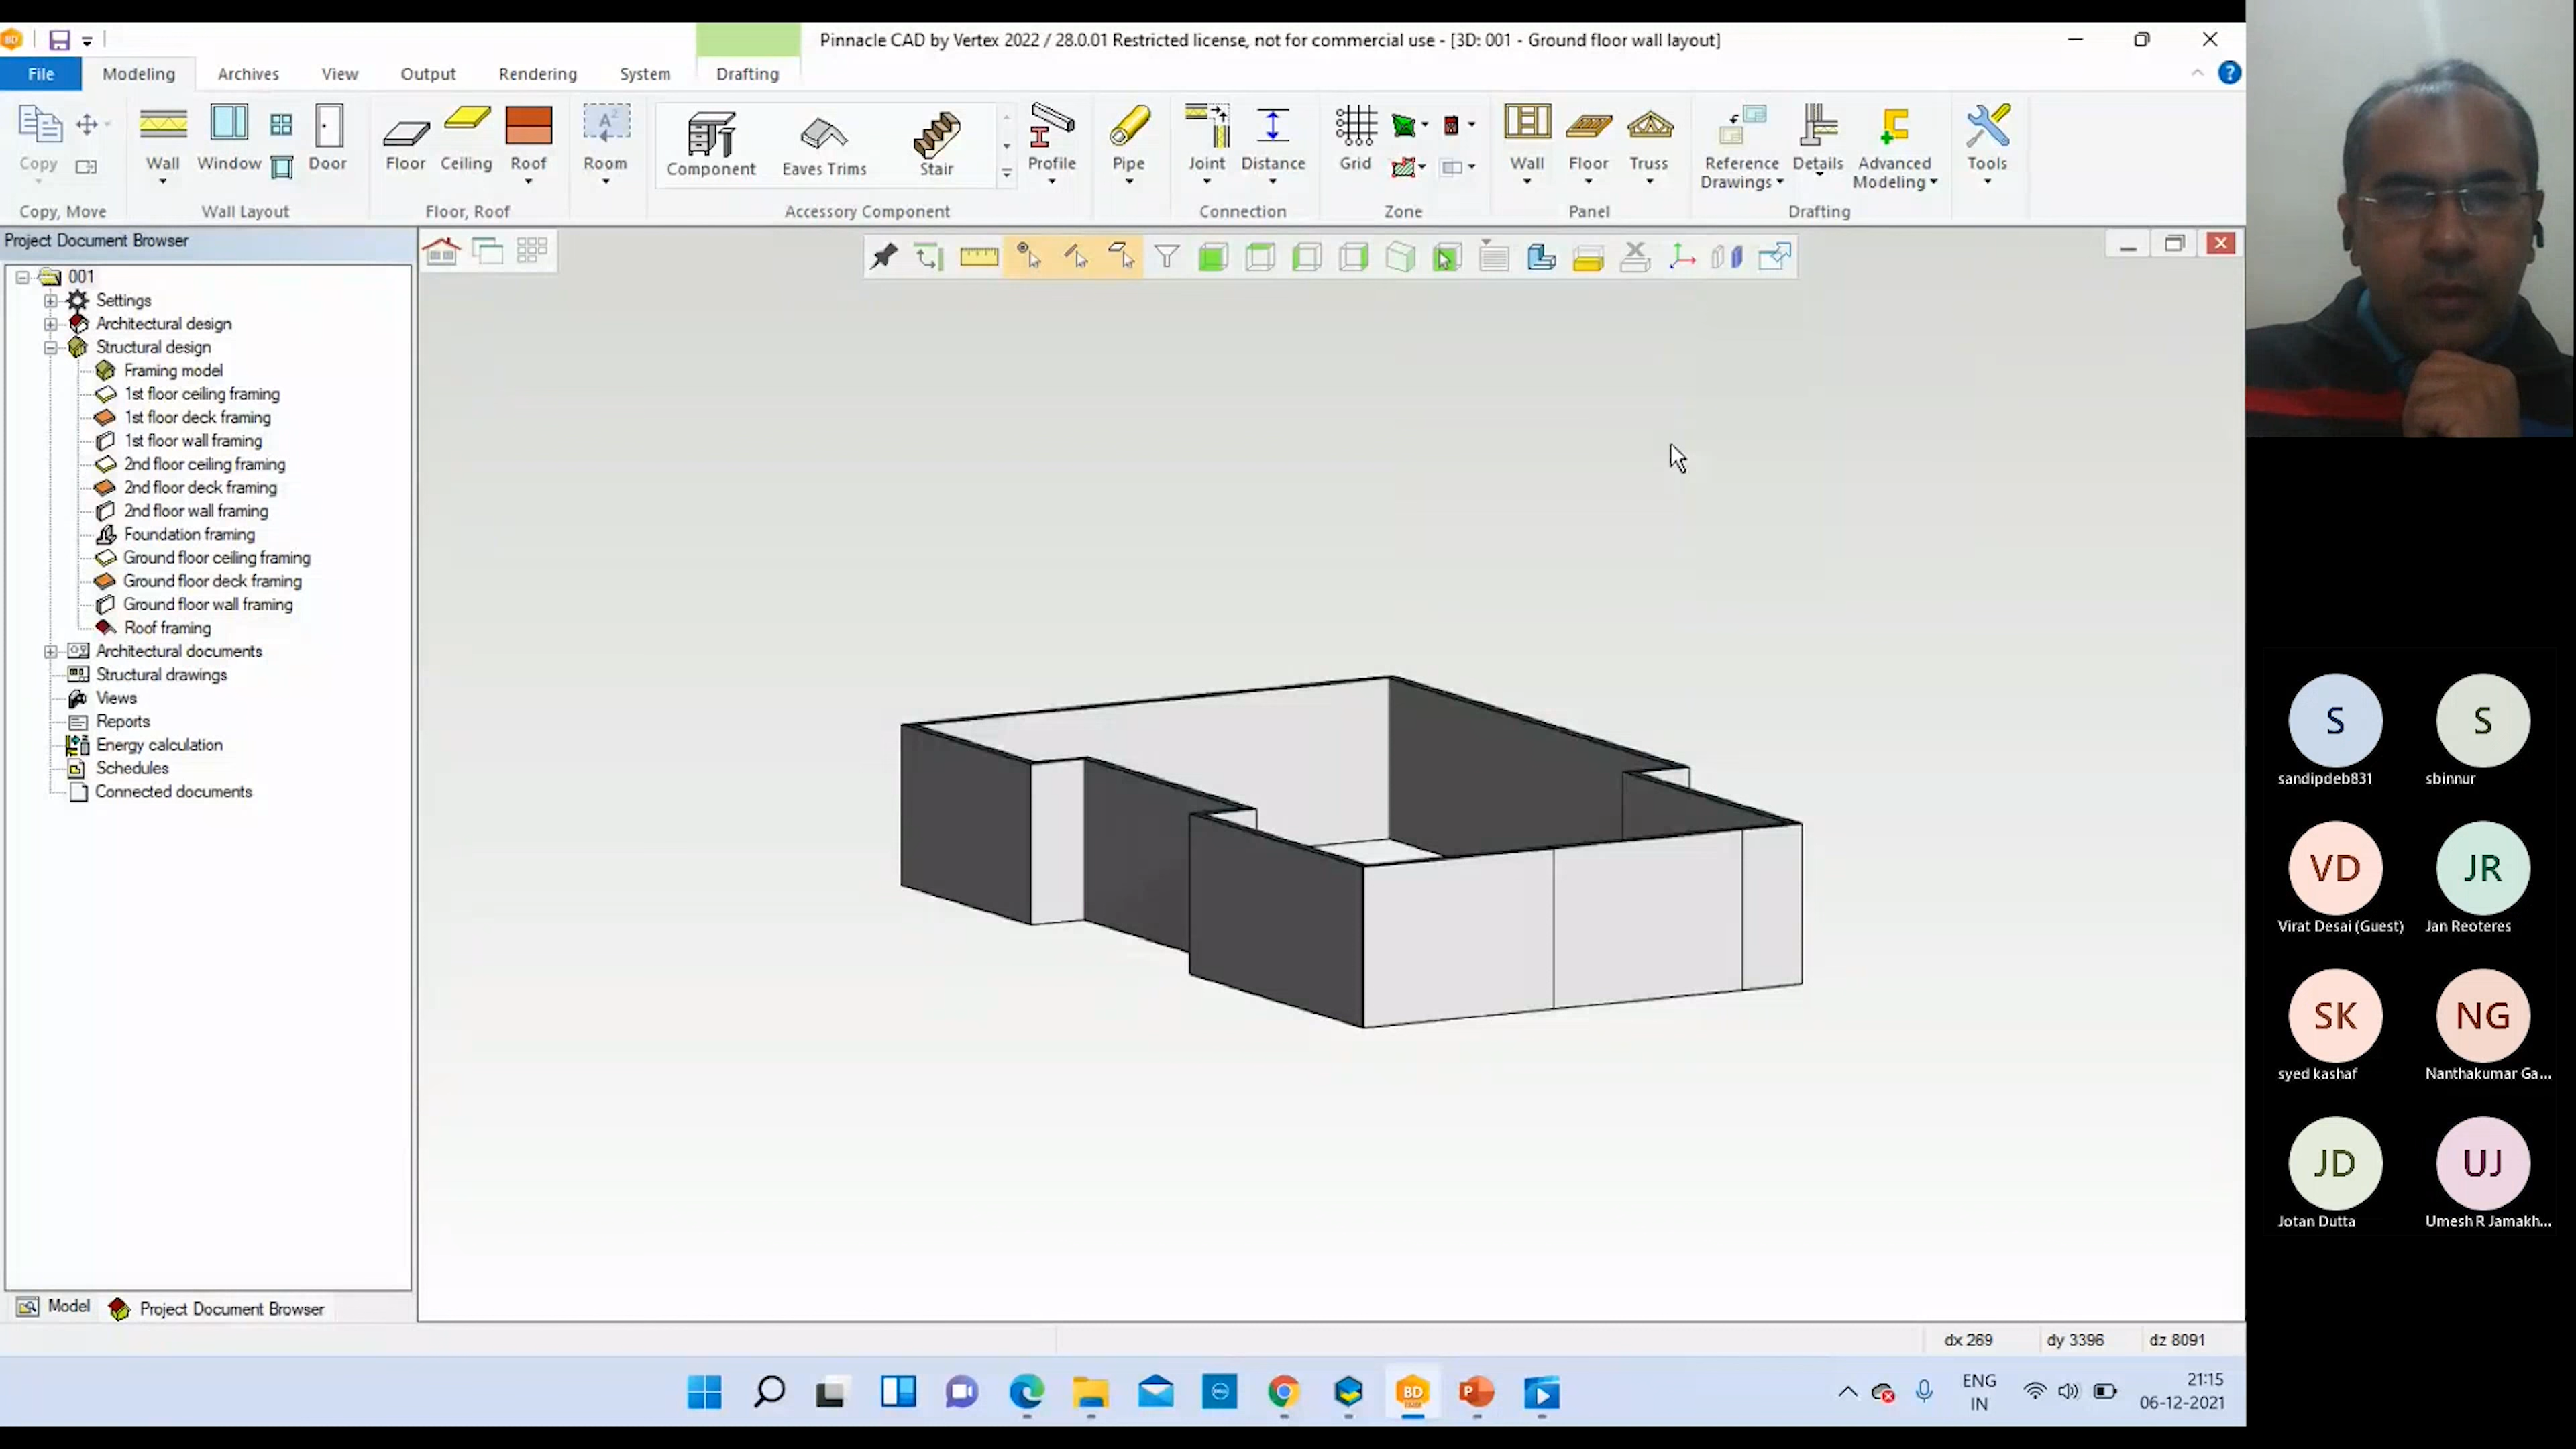 BD
Pinnacle CAD by Vertex 2022 / 28.0.01 Restricted license, not for commercial use - [3D: 001 - Ground floor wall layout]
File Modeling Archives View Output Rendering System Drafting
?
Copy Wall Window Door Floor Ceiling Roof Room Component Eaves Trims Stair Profile Pipe Joint Distance Grid Wall Floor Truss Reference Drawings Details Advanced Modeling Tools
Copy, Move Wall Layout Floor, Roof Accessory Component Connection Zone Panel Drafting
Project Document Browser
001
Settings
Architectural design
Structural design
Framing model
1st floor ceiling framing
1st floor deck framing
1st floor wall framing
2nd floor ceiling framing
2nd floor deck framing
2nd floor wall framing
Foundation framing
Ground floor ceiling framing
Ground floor deck framing
Ground floor wall framing
Roof framing
Architectural documents
Structural drawings
Views
Reports
Energy calculation
Schedules
Connected documents
Model Project Document Browser
dx 269 dy 3396 dz 8091
BD
P
ENG
IN
21:15
06-12-2021
S S
sandipdeb831 sbinnur
VD JR
Virat Desai (Guest) Jan Reoteres
SK NG
syed kashaf Nanthakumar Ga...
JD UJ
Jotan Dutta Umesh R Jamakh...